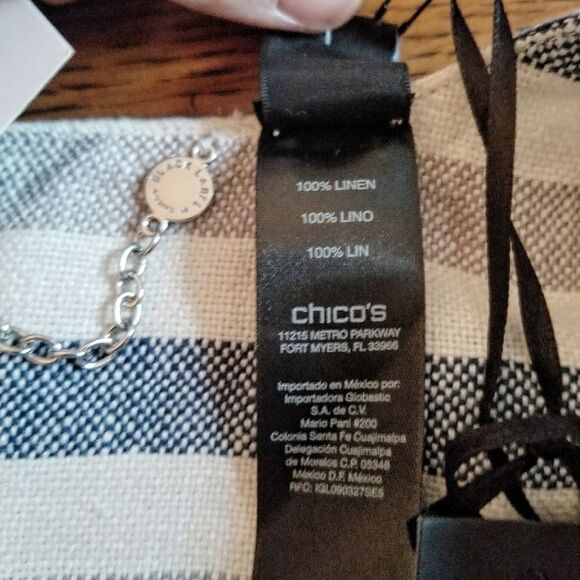 BLACK LABEL
BY CHICO'S
100% LINEN
100% LINO
100% LIN
chico's
11215 METRO PARKWAY
FORT MYERS, FL 33966
Importado en México por:
Importadora Globastic
S.A. de C.V.
Mario Pani #200
Colonia Santa Fe Cuajimalpa
Delegación Cuajimalpa
de Morelos C.P. 05348
México D.F. México
RFC: IGL090327SE5